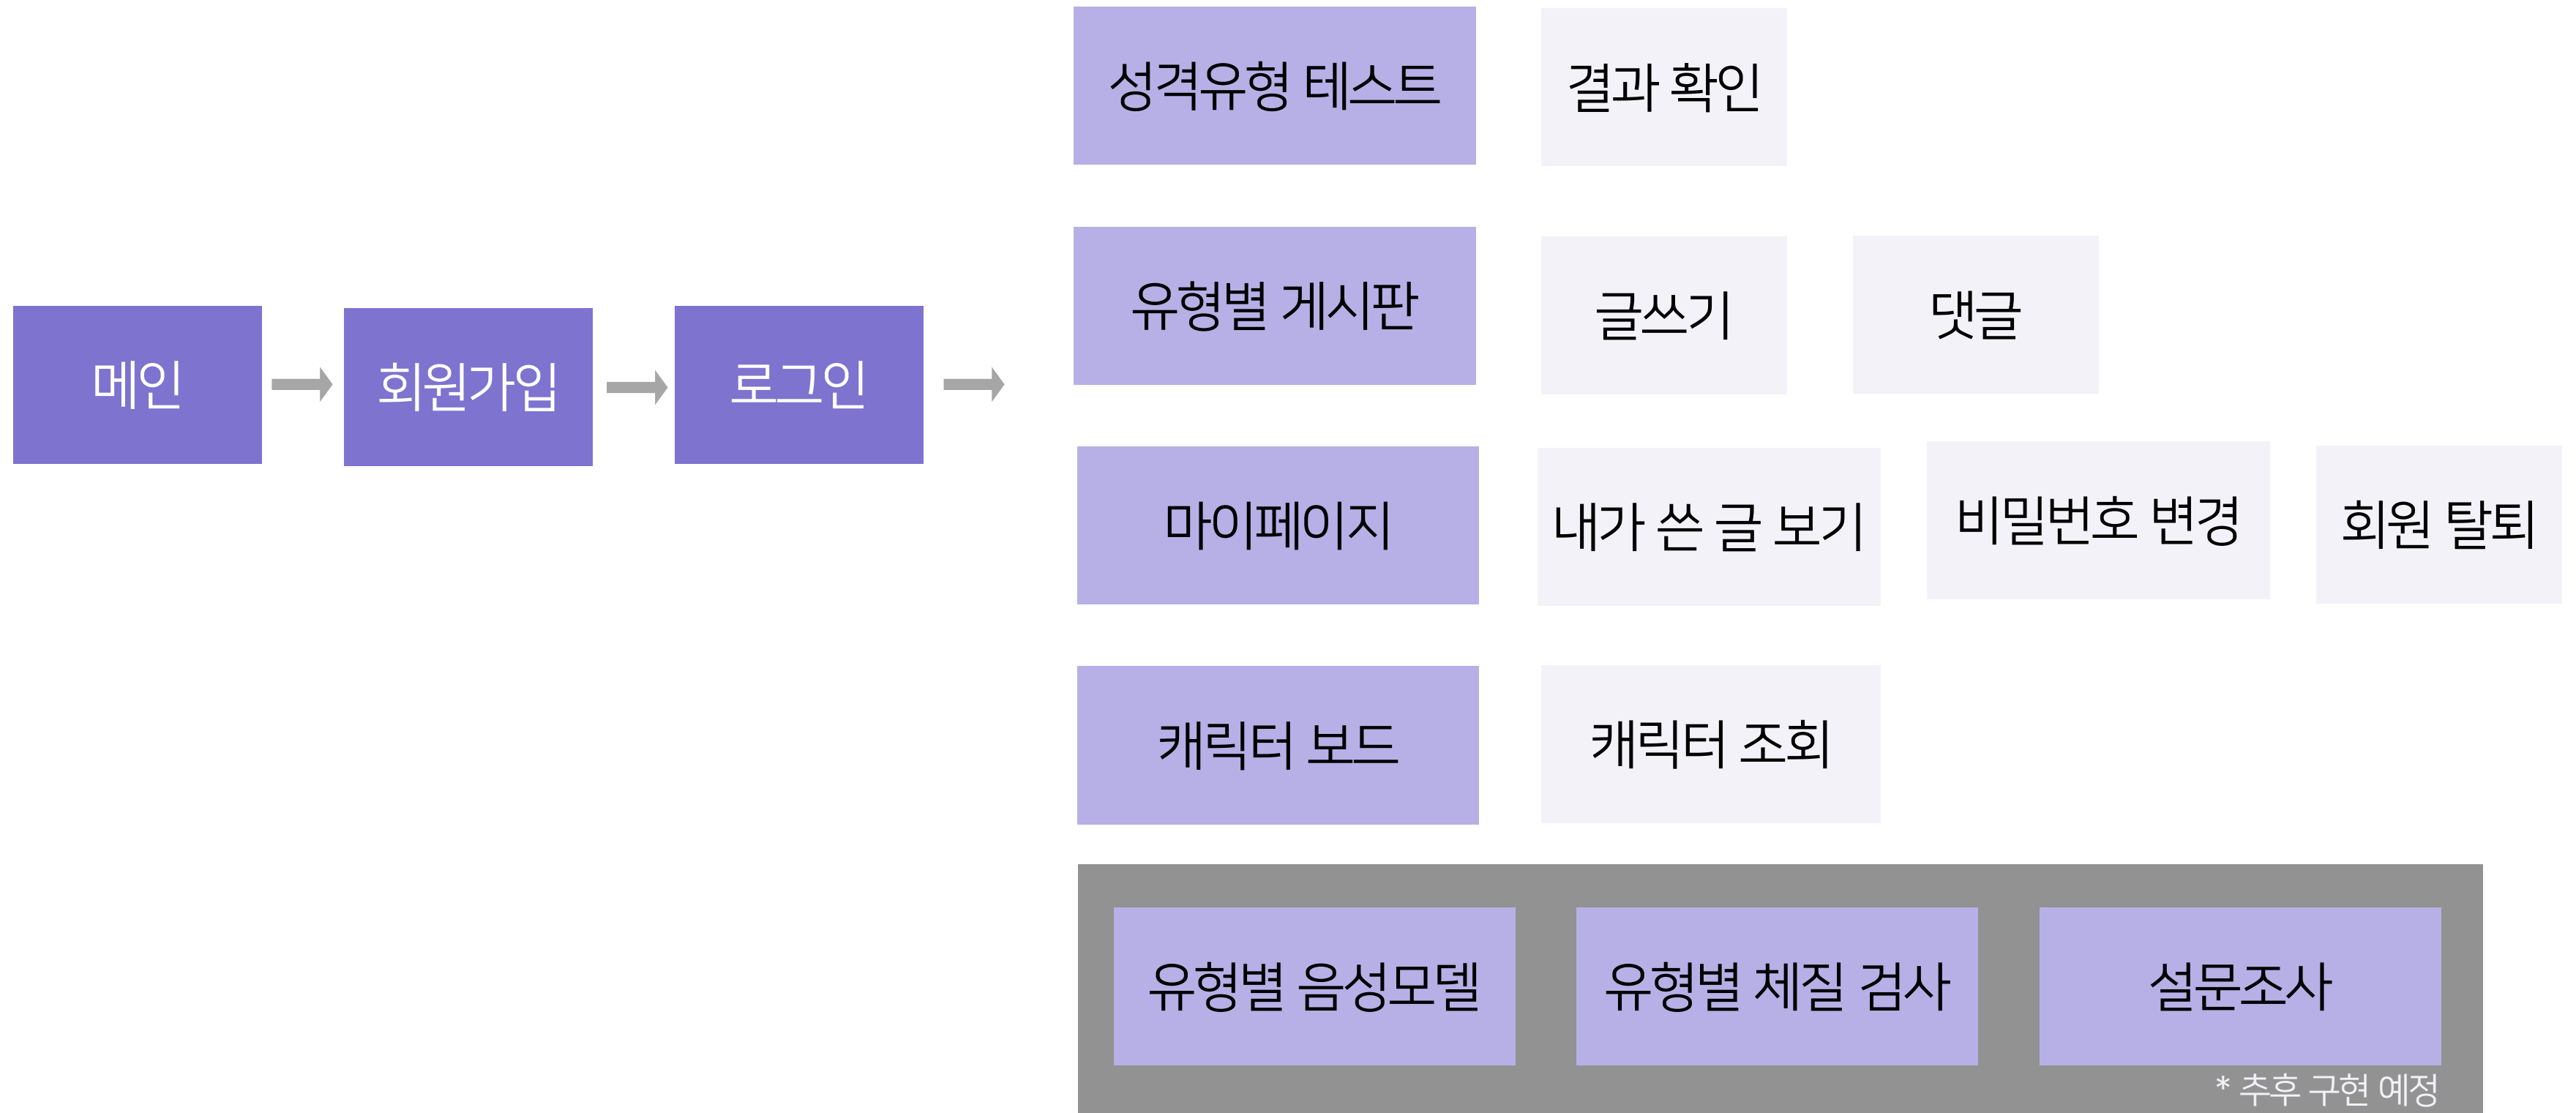 메인
회원가입
로그인
성격유형 테스트
결과 확인
유형별 게시판
글쓰기
댓글
마이페이지
내가 쓴 글 보기
비밀번호 변경
회원 탈퇴
캐릭터 보드
캐릭터 조회
유형별 음성모델
유형별 체질 검사
설문조사
* 추후 구현 예정